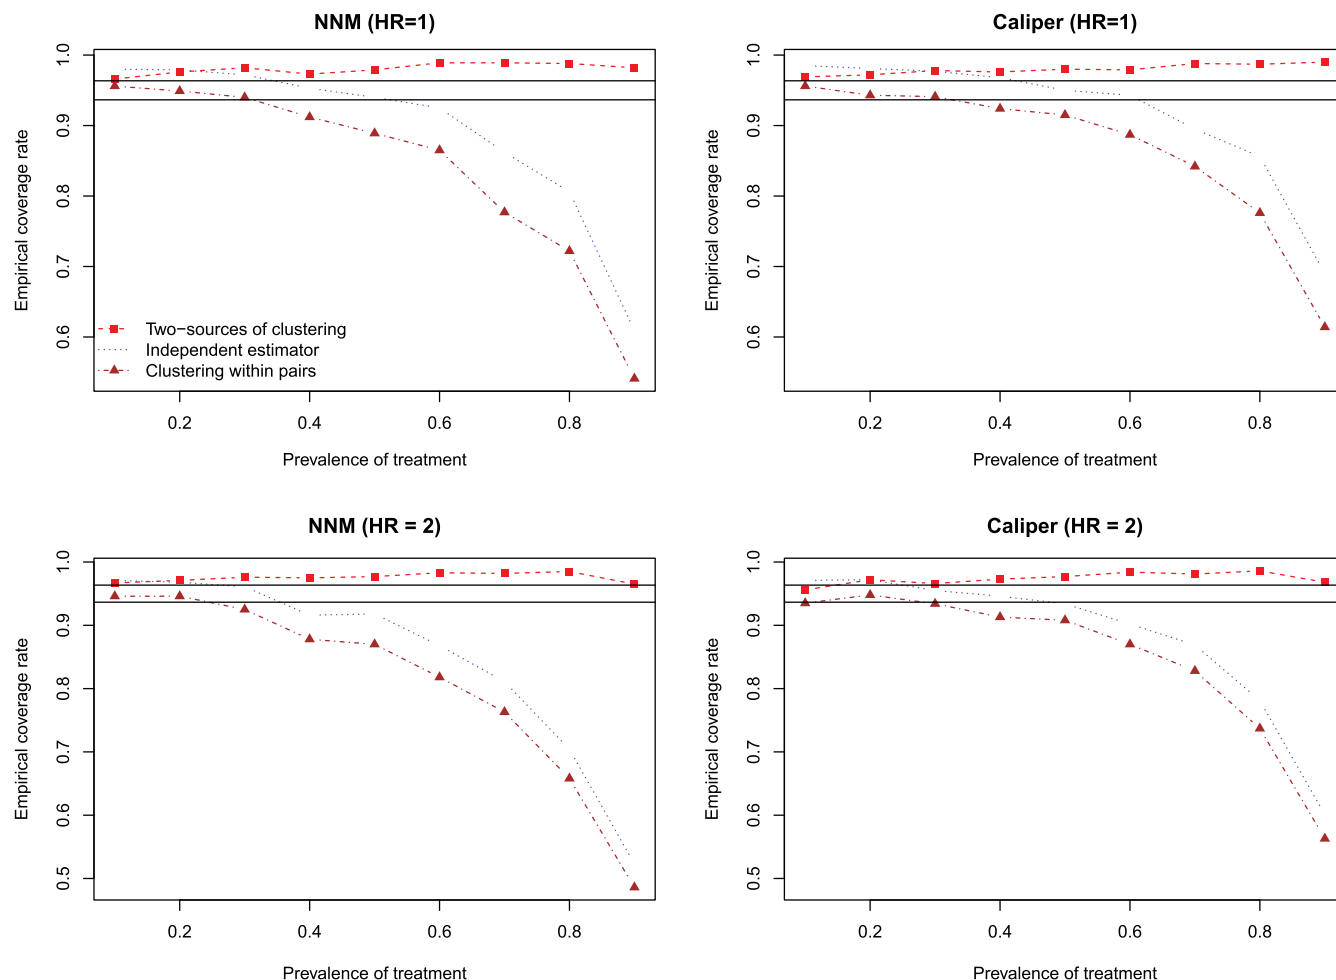 NNM (HR=1)
Empirical coverage rate
1.0
0.9
0.8
0.7
0.6
Two−sources of clustering
Independent estimator
Clustering within pairs
0.2 0.4 0.6 0.8
Prevalence of treatment
Caliper (HR=1)
Empirical coverage rate
1.0
0.9
0.8
0.7
0.6
0.2 0.4 0.6 0.8
Prevalence of treatment
NNM (HR = 2)
Empirical coverage rate
1.0
0.9
0.8
0.7
0.6
0.5
0.2 0.4 0.6 0.8
Prevalence of treatment
Caliper (HR = 2)
Empirical coverage rate
1.0
0.9
0.8
0.7
0.6
0.5
0.2 0.4 0.6 0.8
Prevalence of treatment